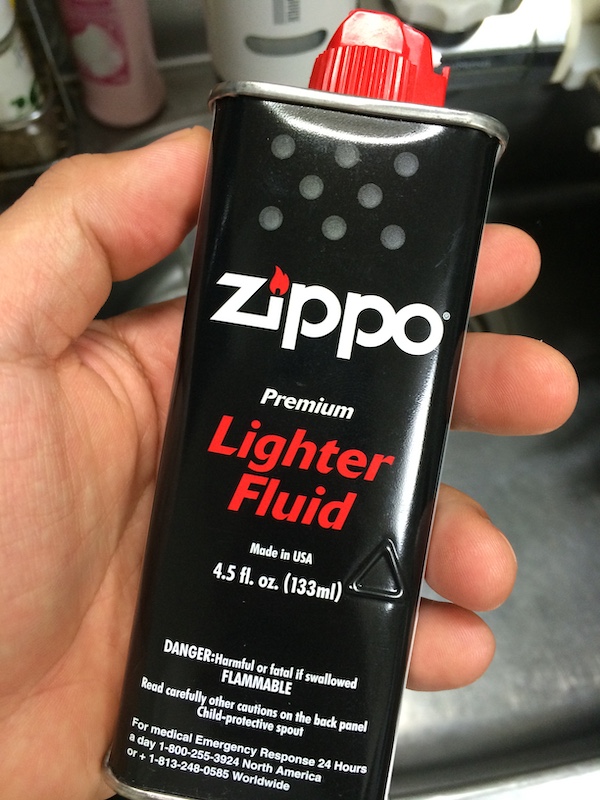 zippo®
Premium
Lighter
Fluid
Made in USA
4.5 fl. oz. (133ml)
DANGER:Harmful or fatal if swallowed
FLAMMABLE
Read carefully other cautions on the back panel
Child-protective spout
For medical Emergency Response 24 Hours
a day 1-800-255-3924 North America
or + 1-813-248-0585 Worldwide